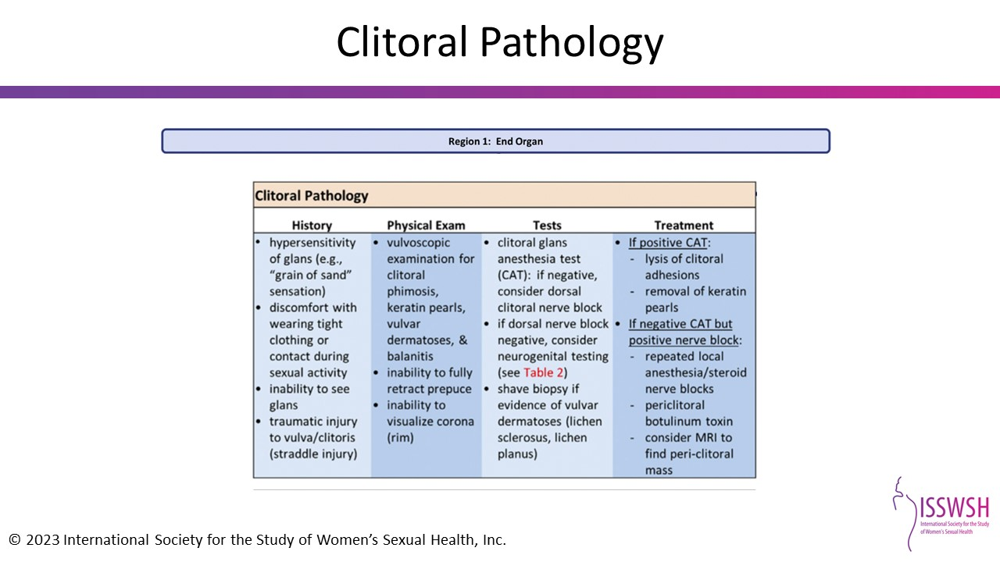 Clitoral Pathology
Region 1: End Organ
Clitoral Pathology
History
• hypersensitivity
of glans (e.g.,
"grain of sand"
sensation)
• discomfort with
wearing tight
clothing or
contact during
sexual activity
• inability to see
glans
• traumatic injury
to vulva/clitoris
(straddle injury)
Physical Exam
• vulvoscopic
examination for
clitoral
phimosis,
keratin pearls,
vulvar
dermatoses, &
balanitis
• inability to fully
retract prepuce
• inability to
visualize corona
(rim)
Tests
• clitoral glans
anesthesia test
(CAT): if negative,
consider dorsal
clitoral nerve block
• if dorsal nerve block
negative, consider
neurogenital testing
(see Table 2)
• shave biopsy if
evidence of vulvar
dermatoses (lichen
sclerosus, lichen
planus)
Treatment
• If positive CAT:
- lysis of clitoral
adhesions
- removal of keratin
pearls
• If negative CAT but
positive nerve block:
- repeated local
anesthesia/steroid
nerve blocks
- periclitoral
botulinum toxin
- consider MRI to
find peri-clitoral
mass
ISSWSH
International Society for the Study
of Women's Sexual Health
© 2023 International Society for the Study of Women's Sexual Health, Inc.